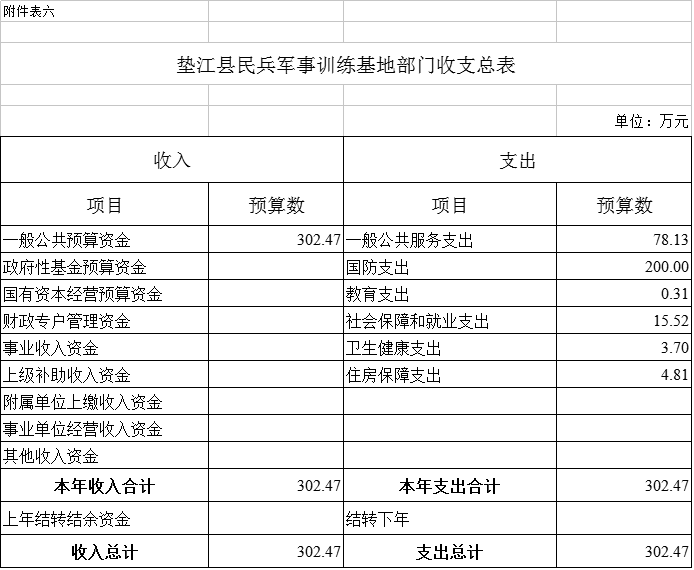 附件表六
垫江县民兵军事训练基地部门收支总表
单位：万元
收入 支出
项目 预算数 项目 预算数
一般公共预算资金 302.47 一般公共服务支出 78.13
政府性基金预算资金 国防支出 200.00
国有资本经营预算资金 教育支出 0.31
财政专户管理资金 社会保障和就业支出 15.52
事业收入资金 卫生健康支出 3.70
上级补助收入资金 住房保障支出 4.81
附属单位上缴收入资金
事业单位经营收入资金
其他收入资金
本年收入合计 302.47 本年支出合计 302.47
上年结转结余资金 结转下年
收入总计 302.47 支出总计 302.47